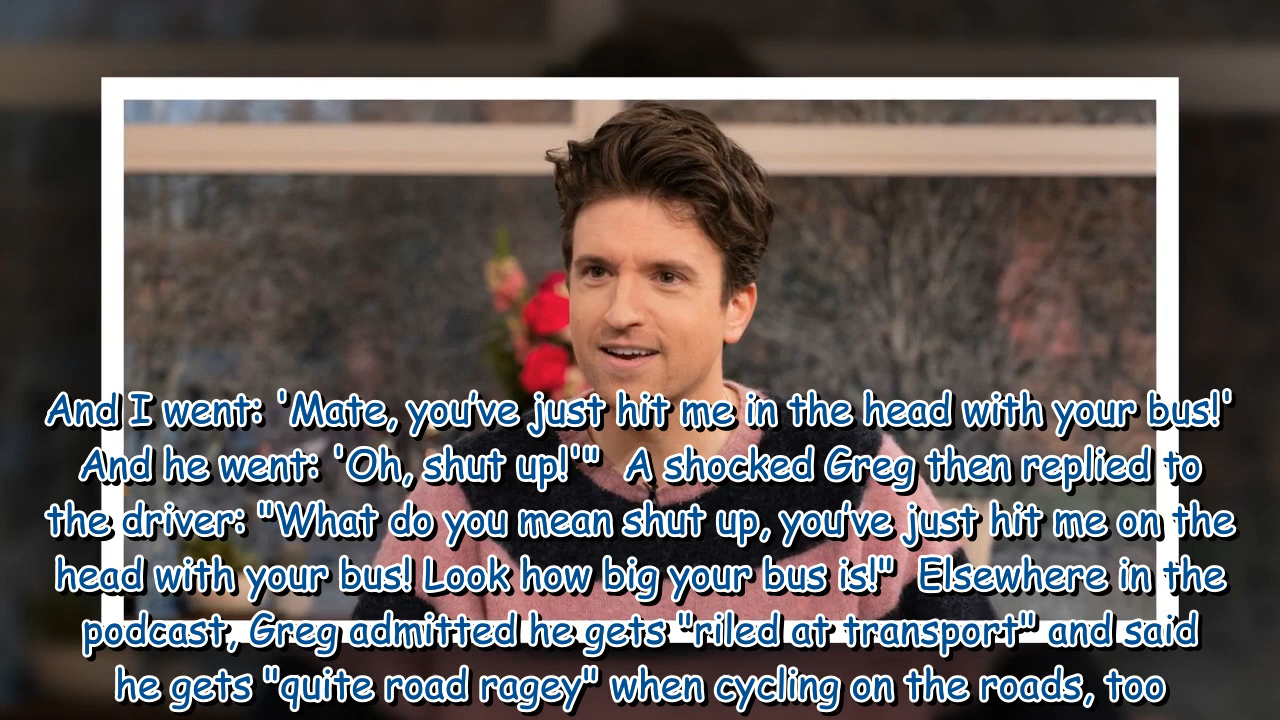 And I went: 'Mate, you've just hit me in the head with your bus!'
And he went: 'Oh, shut up!'"  A shocked Greg then replied to
the driver: "What do you mean shut up, you've just hit me on the
head with your bus! Look how big your bus is!"  Elsewhere in the
podcast, Greg admitted he gets "riled at transport" and said
he gets "quite road ragey" when cycling on the roads, too